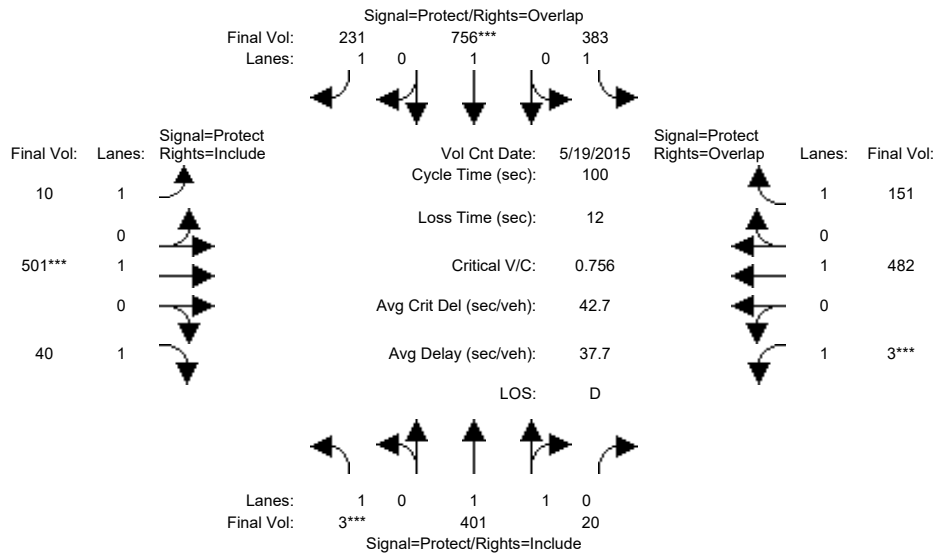 Signal=Protect/Rights=Overlap
Final Vol: 231 756*** 383
Lanes: 1 0 1 0 1
Signal=Protect
Final Vol: Lanes: Rights=Include
Vol Cnt Date: 5/19/2015
Signal=Protect
Rights=Overlap Lanes: Final Vol:
Cycle Time (sec): 100
10 1
1 151
Loss Time (sec): 12
0
0
501*** 1
Critical V/C: 0.756
1 482
0
Avg Crit Del (sec/veh): 42.7
0
40 1
Avg Delay (sec/veh): 37.7
1 3***
LOS: D
Lanes: 1 0 1 1 0
Final Vol: 3*** 401 20
Signal=Protect/Rights=Include